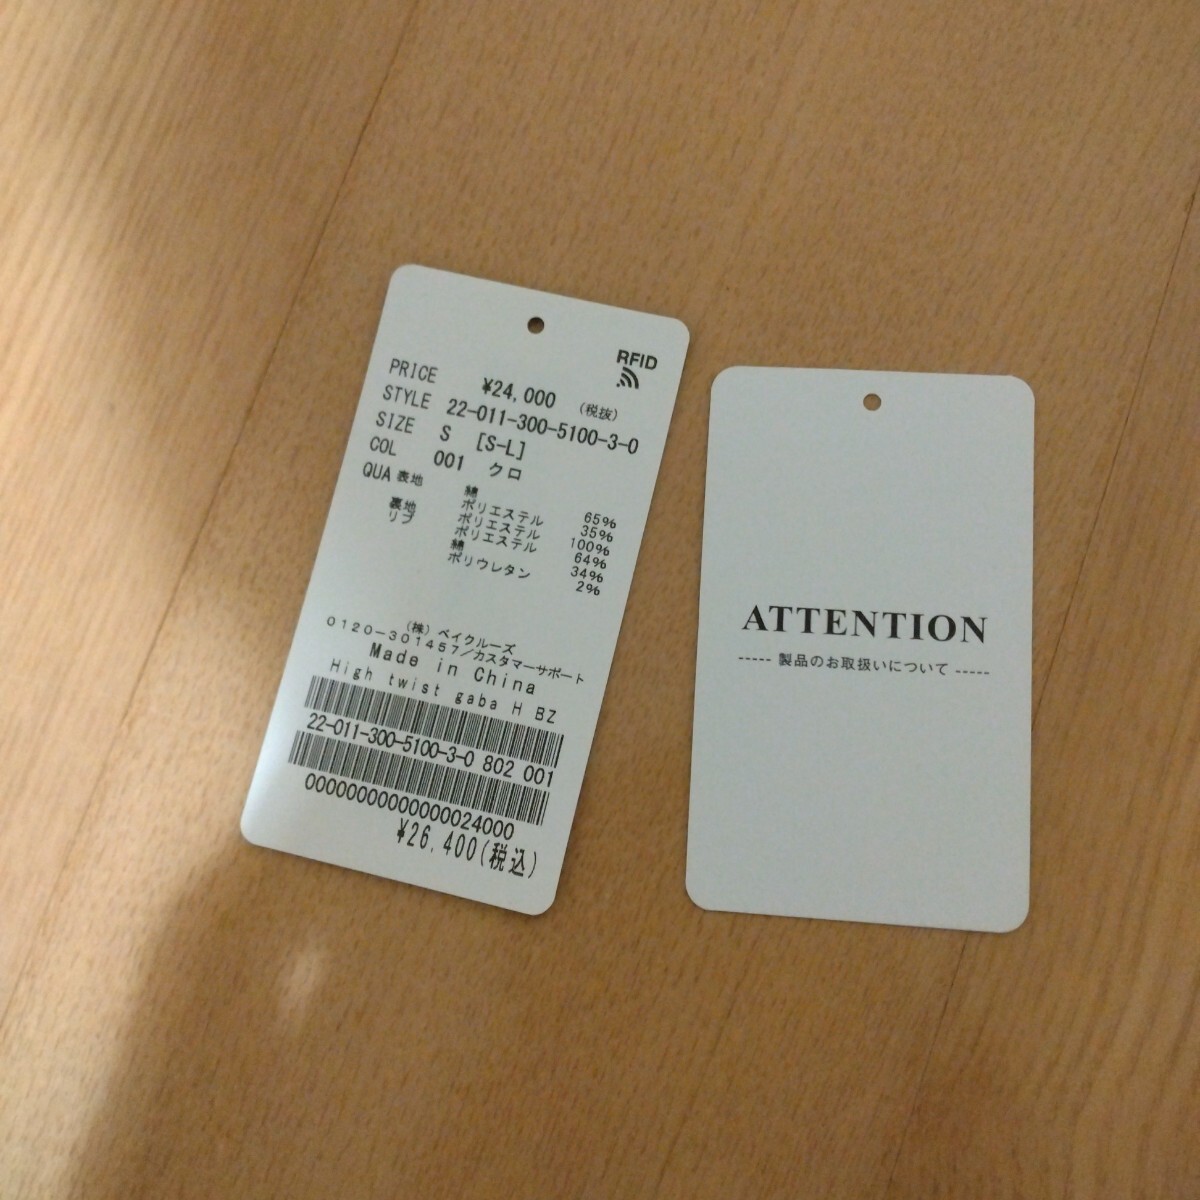 RFID
PRICE ¥24,000 (税抜)
STYLE 22-011-300-5100-3-0
SIZE S [S-L]
COL 001 クロ
QUA 表地 綿 65%
ポリエステル 35%
裏地 ポリエステル 100%
リブ ポリエステル 64%
綿 34%
ポリウレタン 2%
(株) ベイクルーズ
0120-301457/カスタマーサポート
Made in China
High twist gaba H BZ
22-011-300-5100-3-0 802 001
00000000000000024000
¥26,400(税込)
ATTENTION
----- 製品のお取扱いについて -----